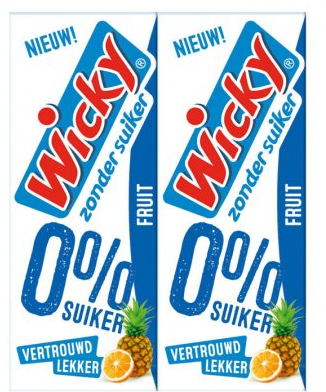 NIEUW!
Wicky®
zonder suiker
FRUIT
0%
SUIKER
VERTROUWD
LEKKER
NIEUW!
Wicky®
zonder suiker
FRUIT
0%
SUIKER
VERTROUWD
LEKKER